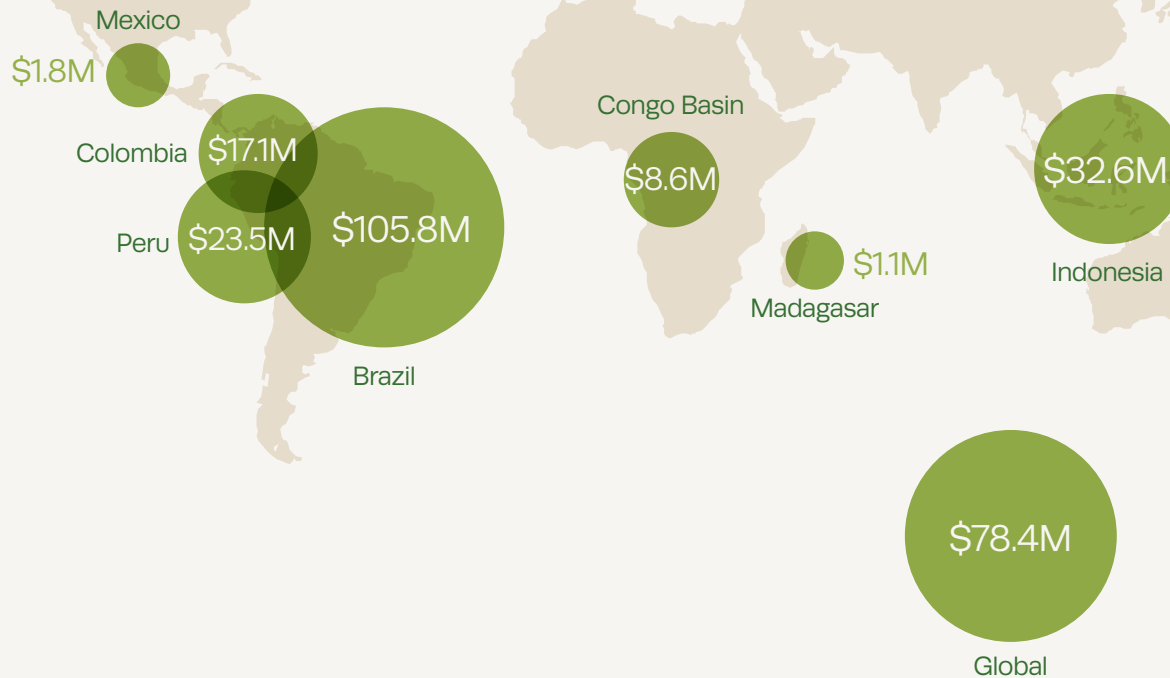 Mexico
$1.8M
Colombia
$17.1M
Peru
$23.5M
$105.8M
Brazil
Congo Basin
$8.6M
$1.1M
Madagasar
$32.6M
Indonesia
$78.4M
Global